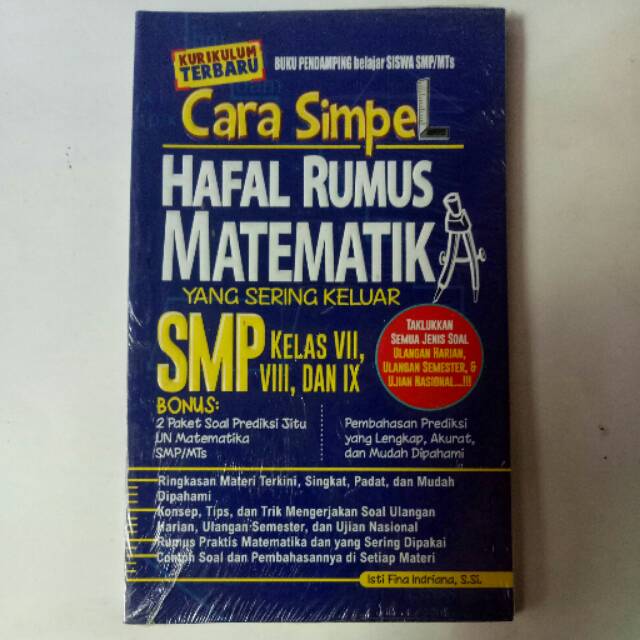 KURIKULUM
TERBARU
BUKU PENDAMPING belajar SISWA SMP/MTs
Cara SimpeL
HAFAL RUMUS
MATEMATIKA
YANG SERING KELUAR
SMP KELAS VII,
VIII, DAN IX
TAKLUKKAN
SEMUA JENIS SOAL
ULANGAN HARIAN,
ULANGAN SEMESTER, &
UJIAN NASIONAL...!!!
BONUS:
2 Paket Soal Prediksi Jitu
UN Matematika
SMP/MTs
Pembahasan Prediksi
yang Lengkap, Akurat,
dan Mudah Dipahami
Ringkasan Materi Terkini, Singkat, Padat, dan Mudah
Dipahami
Konsep, Tips, dan Trik Mengerjakan Soal Ulangan
Harian, Ulangan Semester, dan Ujian Nasional
Rumus Praktis Matematika dan yang Sering Dipakai
Contoh Soal dan Pembahasannya di Setiap Materi
Isti Fina Indriana, S.Si.